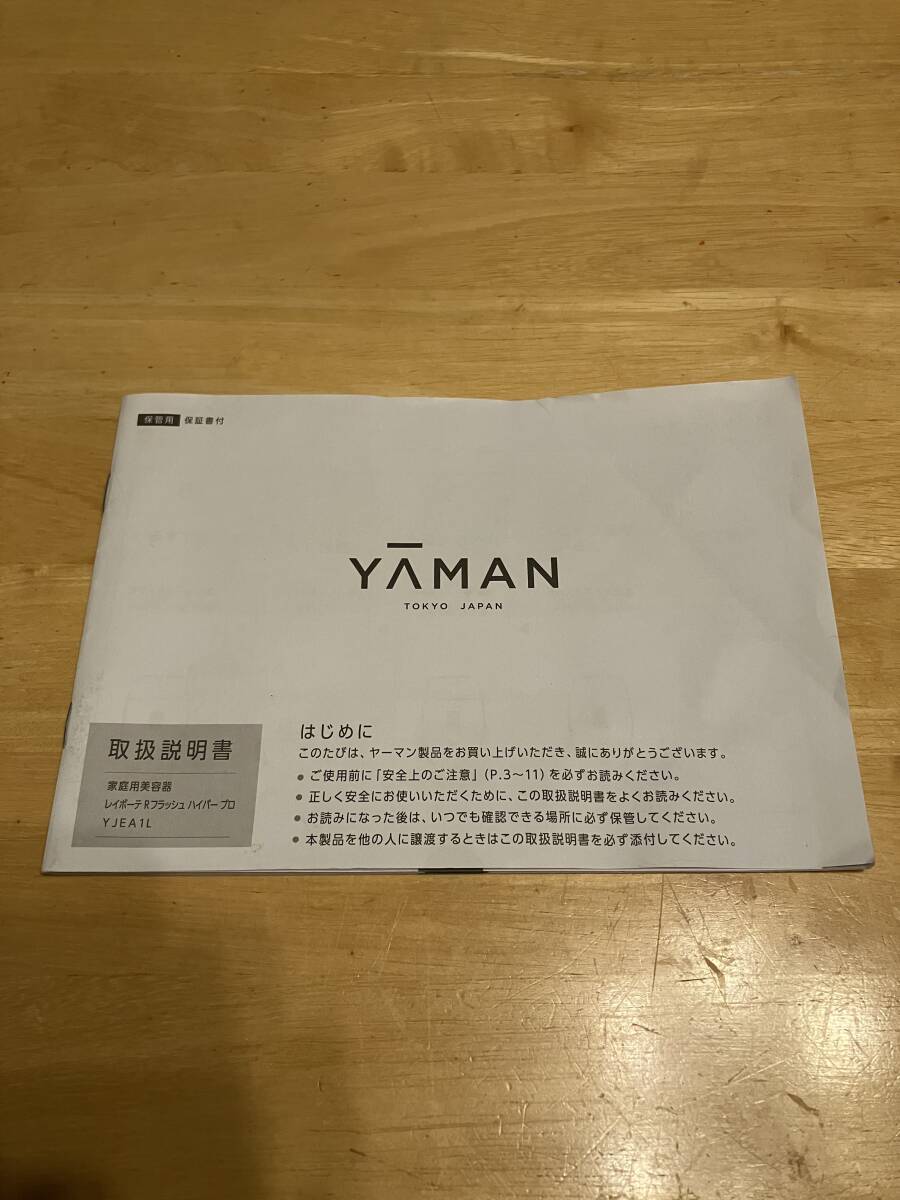 保管用 保証書付
YAMAN
TOKYO JAPAN
取扱説明書
家庭用美容器
レイボーテ Rフラッシュ ハイパー プロ
YJEA1L
はじめに
このたびは、ヤーマン製品をお買い上げいただき、誠にありがとうございます。
● ご使用前に「安全上のご注意」(P.3〜11)を必ずお読みください。
● 正しく安全にお使いいただくために、この取扱説明書をよくお読みください。
● お読みになった後は、いつでも確認できる場所に必ず保管してください。
● 本製品を他の人に譲渡するときはこの取扱説明書を必ず添付してください。